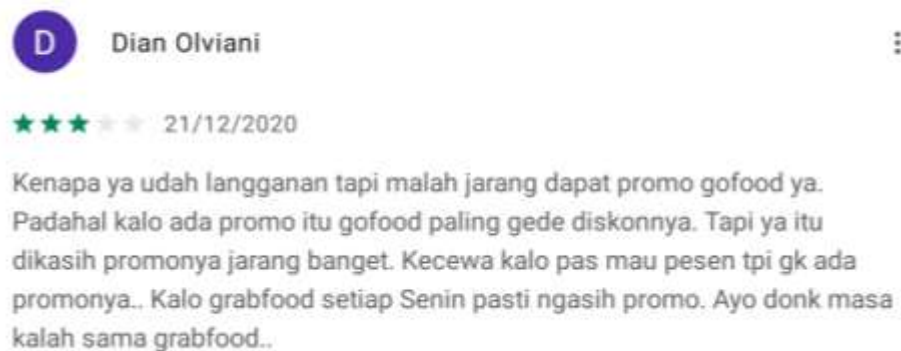 D
Dian Olviani
21/12/2020
Kenapa ya udah langganan tapi malah jarang dapat promo gofood ya.
Padahal kalo ada promo itu gofood paling gede diskonnya. Tapi ya itu
dikasih promonya jarang banget. Kecewa kalo pas mau pesen tpi gk ada
promonya.. Kalo grabfood setiap Senin pasti ngasih promo. Ayo donk masa
kalah sama grabfood..